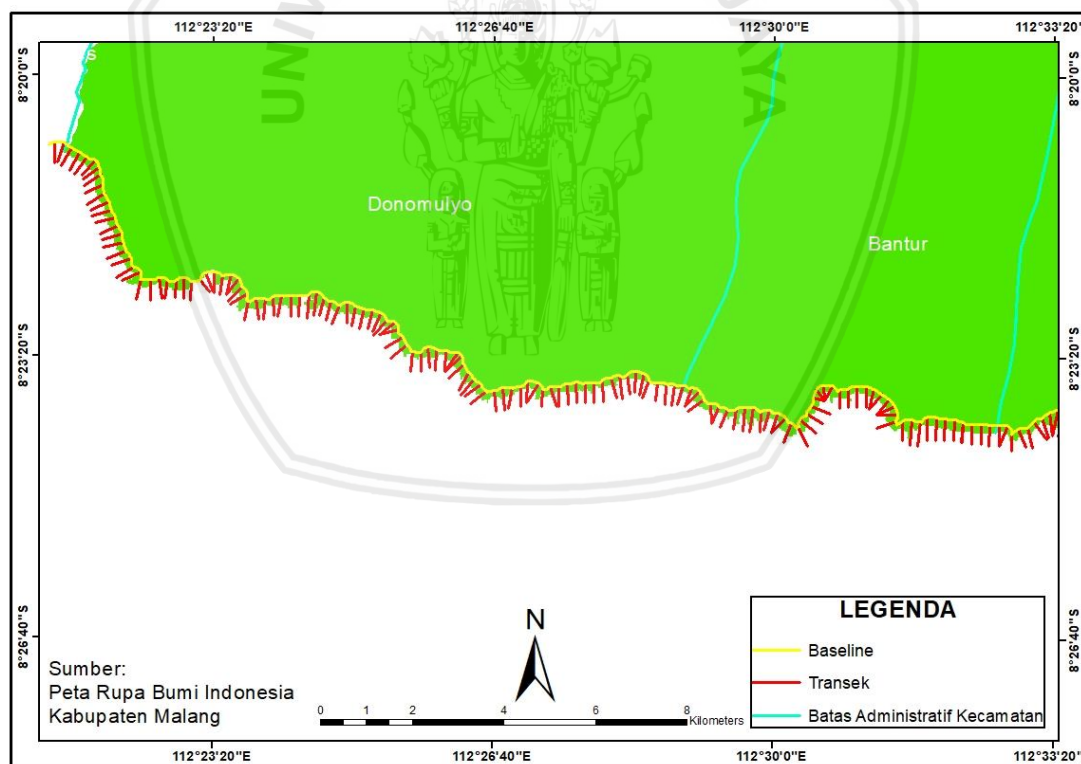 112°23'20"E
112°26'40"E
112°30'0"E
112°33'20"E
UNIV
AYA
8°20'0"S
8°20'0"S
S
Donomulyo
Bantur
8°23'20"S
8°23'20"S
8°26'40"S
8°26'40"S
N
LEGENDA
Baseline
Transek
Batas Administratif Kecamatan
Sumber:
Peta Rupa Bumi Indonesia
Kabupaten Malang
0 1 2 4 6 8
Kilometers
112°23'20"E
112°26'40"E
112°30'0"E
112°33'20"E